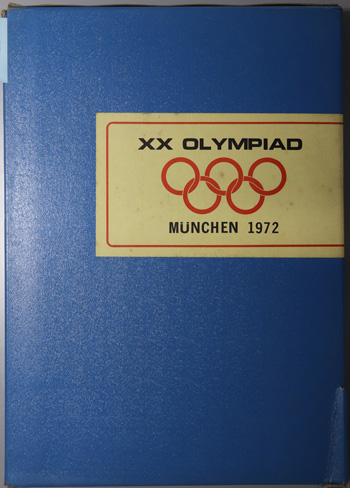 XX OLYMPIAD
MUNCHEN 1972